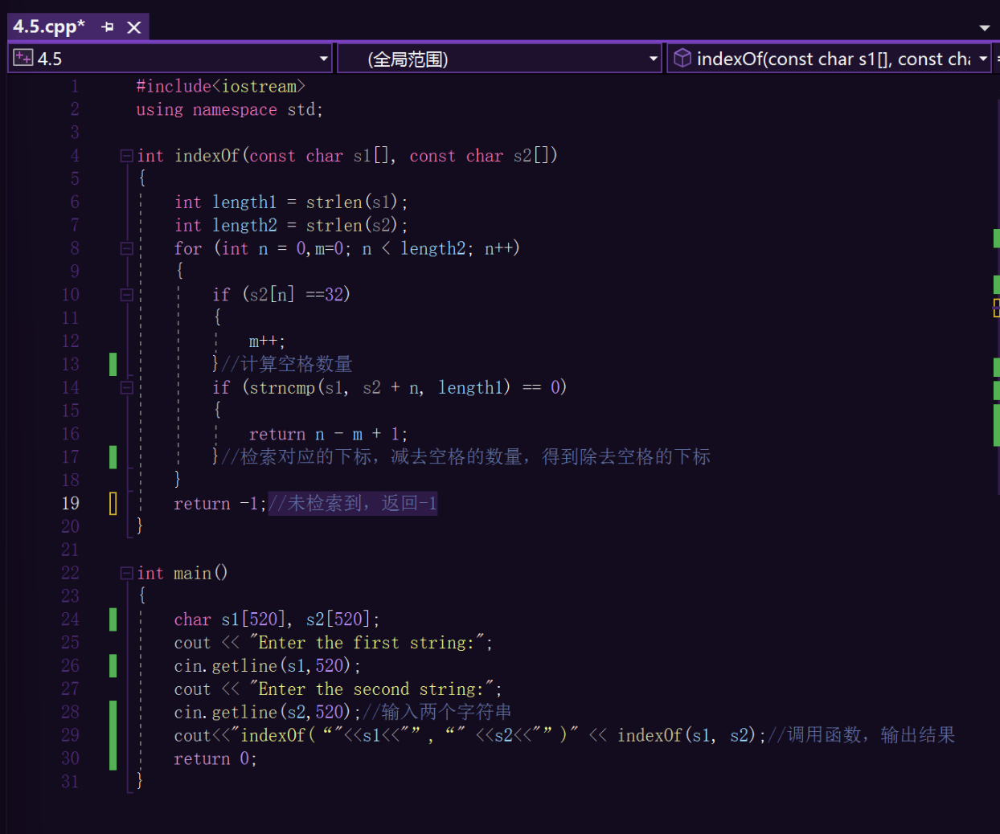 4.5.cpp*
4.5 (全局范围) indexOf(const char s1[], const cha
1 #include<iostream>
2 using namespace std;
3
4 int indexOf(const char s1[], const char s2[])
5 {
6 int length1 = strlen(s1);
7 int length2 = strlen(s2);
8 for (int n = 0,m=0; n < length2; n++)
9 {
10 if (s2[n] ==32)
11 {
12 m++;
13 }//计算空格数量
14 if (strncmp(s1, s2 + n, length1) == 0)
15 {
16 return n - m + 1;
17 }//检索对应的下标，减去空格的数量，得到除去空格的下标
18 }
19 return -1;//未检索到，返回-1
20 }
21
22 int main()
23 {
24 char s1[520], s2[520];
25 cout << "Enter the first string:";
26 cin.getline(s1,520);
27 cout << "Enter the second string:";
28 cin.getline(s2,520);//输入两个字符串
29 cout<<"indexOf(“"<<s1<<"”,“" <<s2<<"”)" << indexOf(s1, s2);//调用函数，输出结果
30 return 0;
31 }